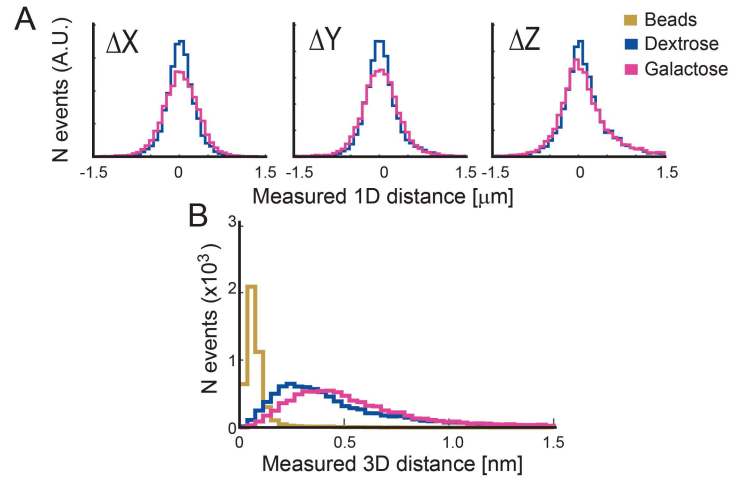 A
ΔX
ΔY
ΔZ
Beads
Dextrose
Galactose
N events (A.U.)
-1.5 0 1.5
-1.5 0 1.5
-1.5 0 1.5
Measured 1D distance [μm]
B
N events (x10³)
3
2
1
0
0 0.5 1.0 1.5
Measured 3D distance [nm]